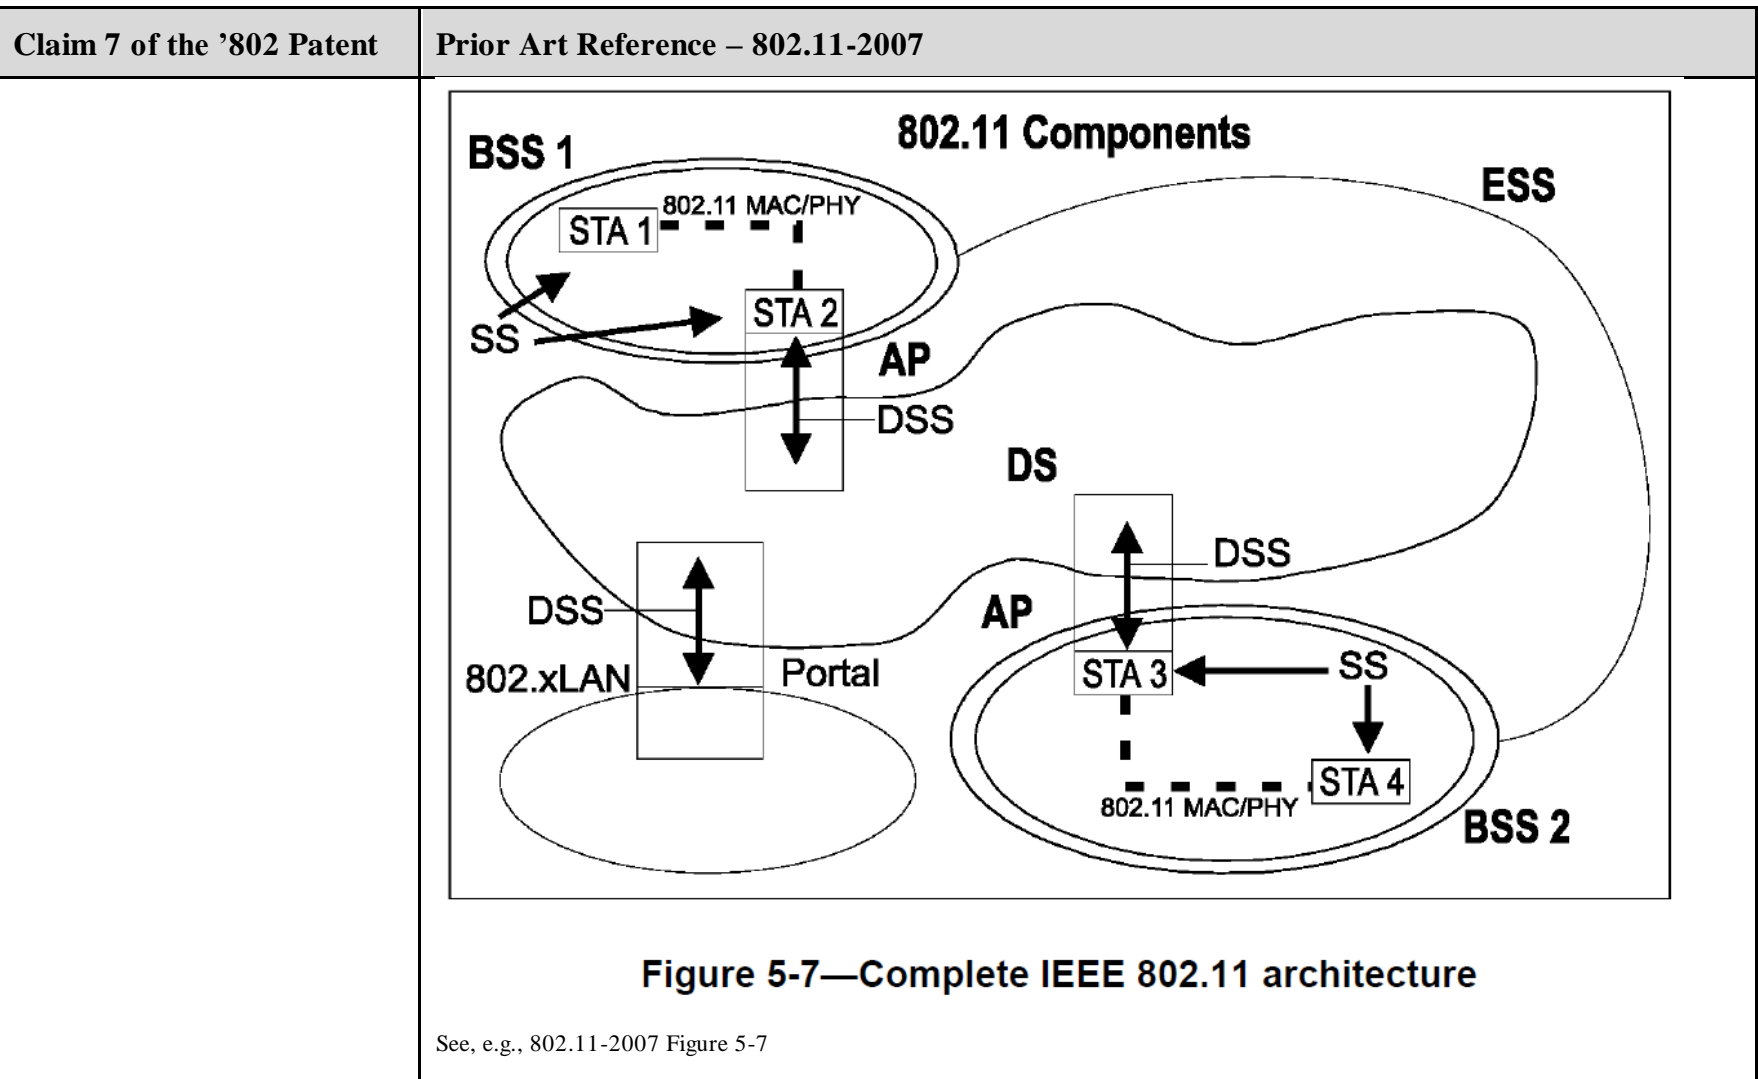 Claim 7 of the ’802 Patent
Prior Art Reference – 802.11-2007
802.11 Components
BSS 1
ESS
802.11 MAC/PHY
STA 1
STA 2
SS
AP
DSS
DS
DSS
AP
DSS
802.xLAN
Portal
STA 3
SS
STA 4
802.11 MAC/PHY
BSS 2
Figure 5-7—Complete IEEE 802.11 architecture
See, e.g., 802.11-2007 Figure 5-7